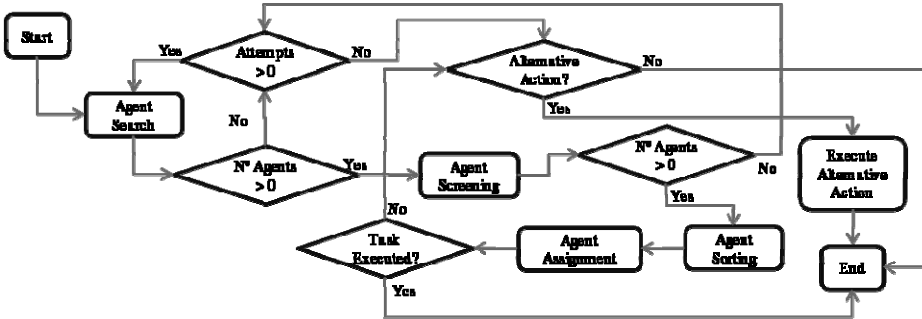 Start
Yes
Attempts
> 0
No
Alternative
Action?
No
Agent
Search
No
Yes
Nº Agents
> 0
Yes
Agent
Screening
Nº Agents
> 0
No
Execute
Alternative
Action
Yes
No
Task
Executed?
Agent
Assignment
Agent
Sorting
End
Yes